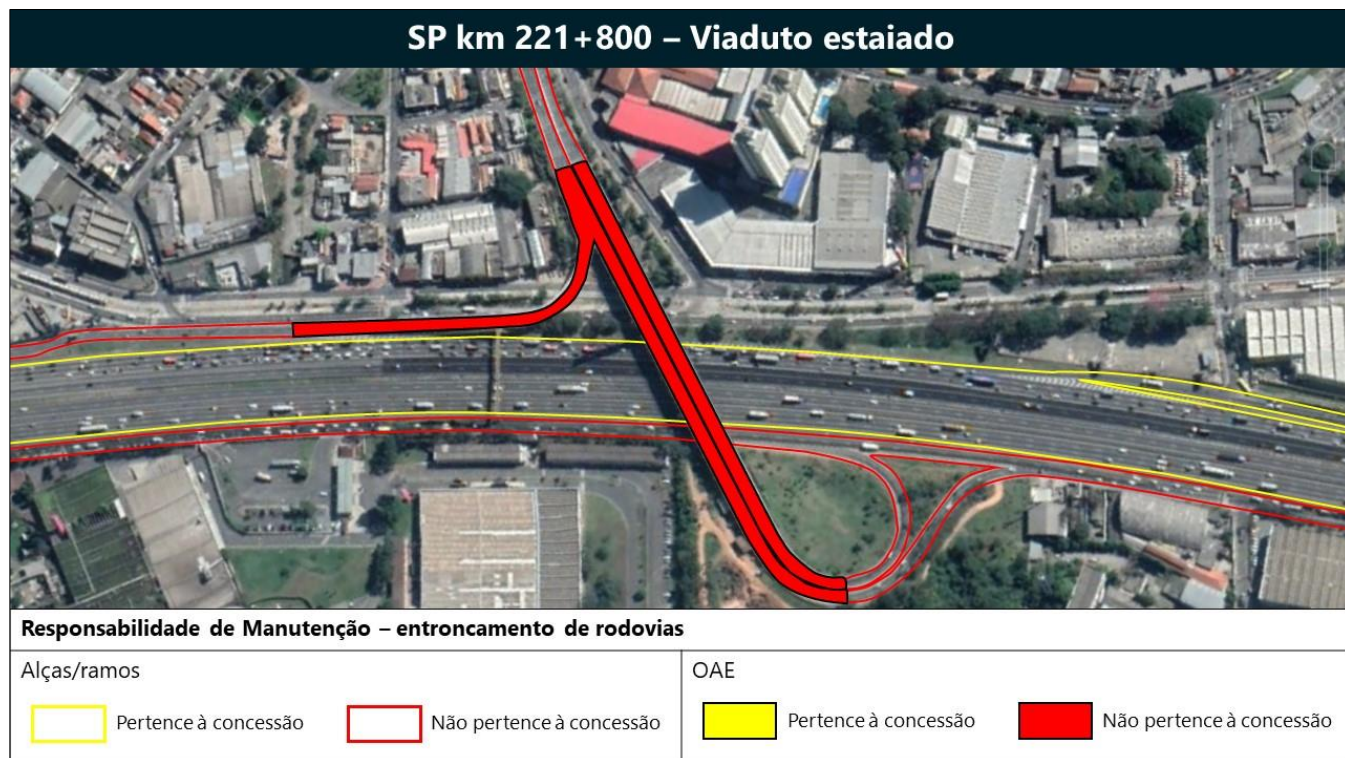 SP km 221+800 – Viaduto estaiado
Responsabilidade de Manutenção – entroncamento de rodovias
Alças/ramos
Pertence à concessão
Não pertence à concessão
OAE
Pertence à concessão
Não pertence à concessão